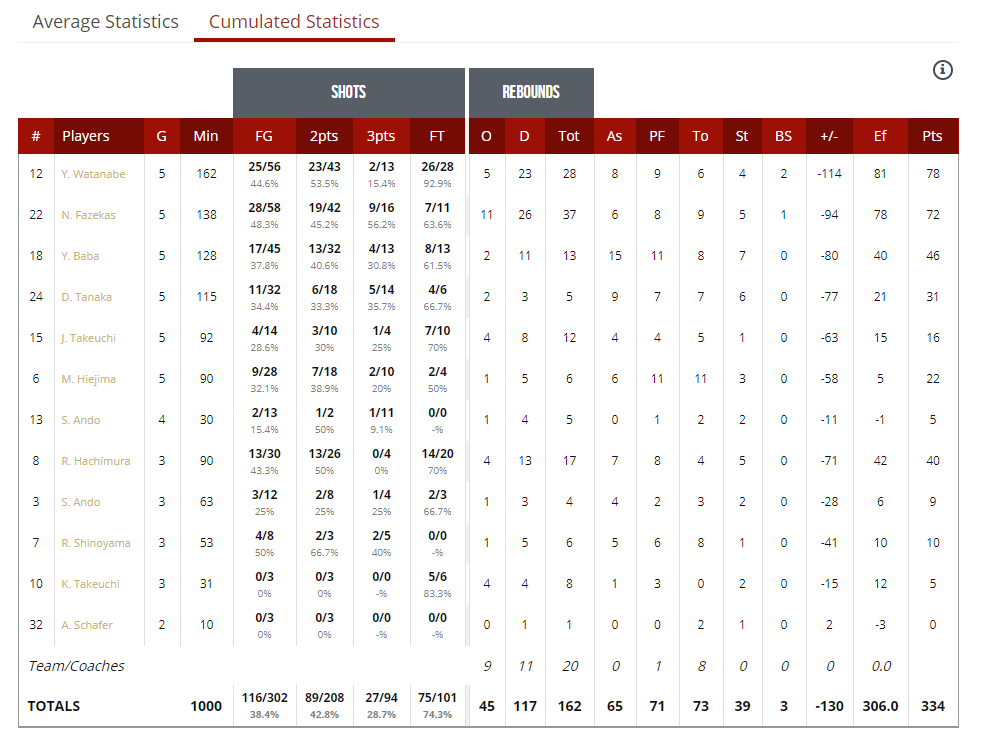 Average Statistics Cumulated Statistics
SHOTS REBOUNDS
# Players G Min FG 2pts 3pts FT O D Tot As PF To St BS +/- Ef Pts
12 Y. Watanabe 5 162 25/56 23/43 2/13 26/28 5 23 28 8 9 6 4 2 -114 81 78
44.6% 53.5% 15.4% 92.9%
22 N. Fazekas 5 138 28/58 19/42 9/16 7/11 11 26 37 6 8 9 5 1 -94 78 72
48.3% 45.2% 56.2% 63.6%
18 Y. Baba 5 128 17/45 13/32 4/13 8/13 2 11 13 15 11 8 7 0 -80 40 46
37.8% 40.6% 30.8% 61.5%
24 D. Tanaka 5 115 11/32 6/18 5/14 4/6 2 3 5 9 7 7 6 0 -77 21 31
34.4% 33.3% 35.7% 66.7%
15 J. Takeuchi 5 92 4/14 3/10 1/4 7/10 4 8 12 4 4 5 1 0 -63 15 16
28.6% 30% 25% 70%
6 M. Hiejima 5 90 9/28 7/18 2/10 2/4 1 5 6 6 11 11 3 0 -58 5 22
32.1% 38.9% 20% 50%
13 S. Ando 4 30 2/13 1/2 1/11 0/0 1 4 5 0 1 2 2 0 -11 -1 5
15.4% 50% 9.1% -%
8 R. Hachimura 3 90 13/30 13/26 0/4 14/20 4 13 17 7 8 4 5 0 -71 42 40
43.3% 50% 0% 70%
3 S. Ando 3 63 3/12 2/8 1/4 2/3 1 3 4 4 2 3 2 0 -28 6 9
25% 25% 25% 66.7%
7 R. Shinoyama 3 53 4/8 2/3 2/5 0/0 1 5 6 5 6 8 1 0 -41 10 10
50% 66.7% 40% -%
10 K. Takeuchi 3 31 0/3 0/3 0/0 5/6 4 4 8 1 3 0 2 0 -15 12 5
0% 0% -% 83.3%
32 A. Schafer 2 10 0/3 0/3 0/0 0/0 0 1 1 0 0 2 1 0 2 -3 0
0% 0% -% -%
Team/Coaches 9 11 20 0 1 8 0 0 0 0.0
TOTALS 1000 116/302 89/208 27/94 75/101 45 117 162 65 71 73 39 3 -130 306.0 334
38.4% 42.8% 28.7% 74.3%